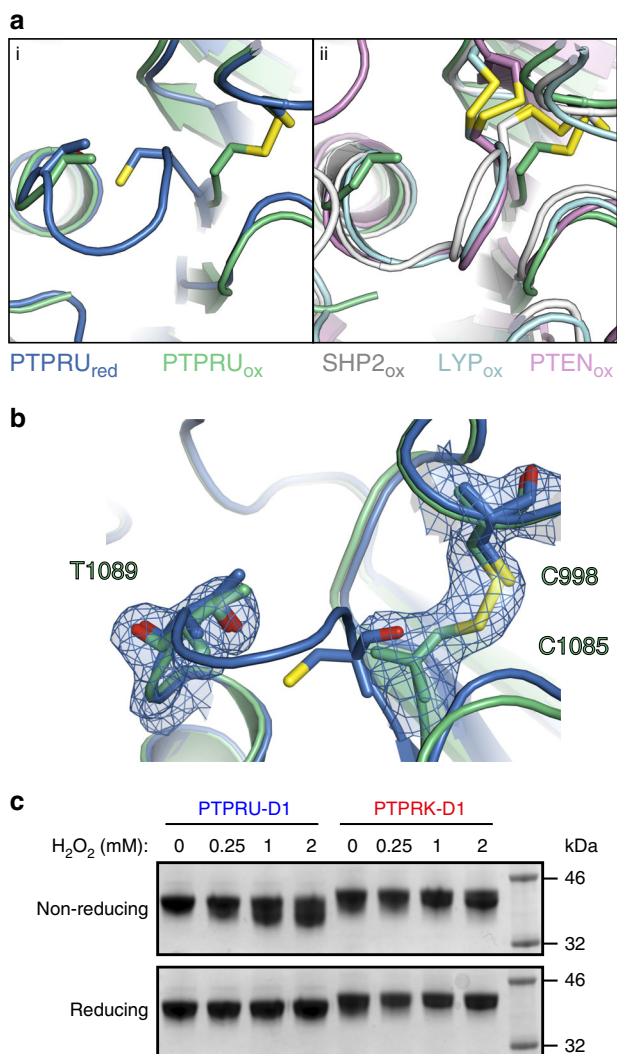 a
i
ii
PTPRUred PTPRUox SHP2ox LYPox PTENox
b
T1089
C998
C1085
c
PTPRU-D1 PTPRK-D1
H2O2 (mM): 0 0.25 1 2 0 0.25 1 2 kDa
46
Non-reducing
32
46
Reducing
32